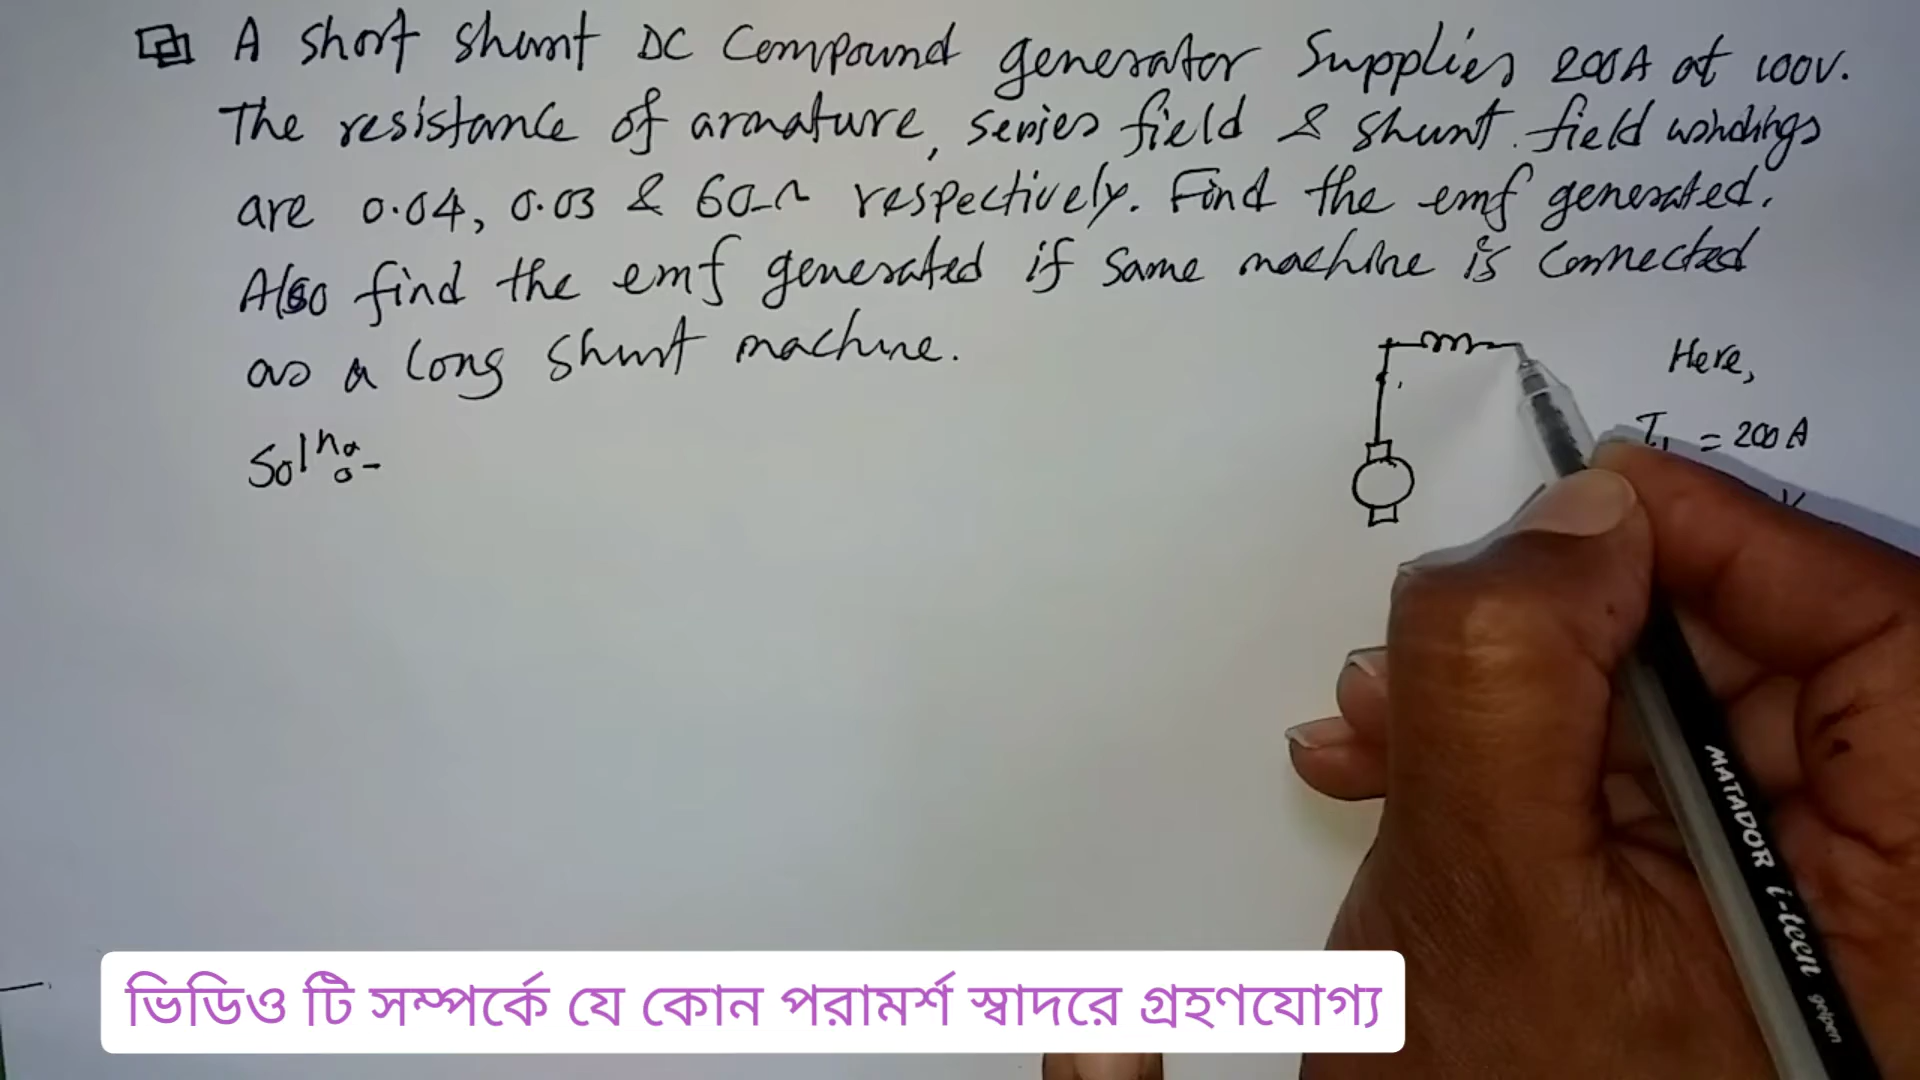 A short shunt DC Compound generator Supplies 200A at 100V.
The resistance of armature, series field & shunt field windings
are 0.04, 0.03 & 60Ω respectively. Find the emf generated.
Also find the emf generated if same machine is connected
as a long shunt machine.
Solnঃ-
Here,
= 200 A
V
MATADOR i-teen gelpen
ভিডিও টি সম্পর্কে যে কোন পরামর্শ স্বাদরে গ্রহণযোগ্য